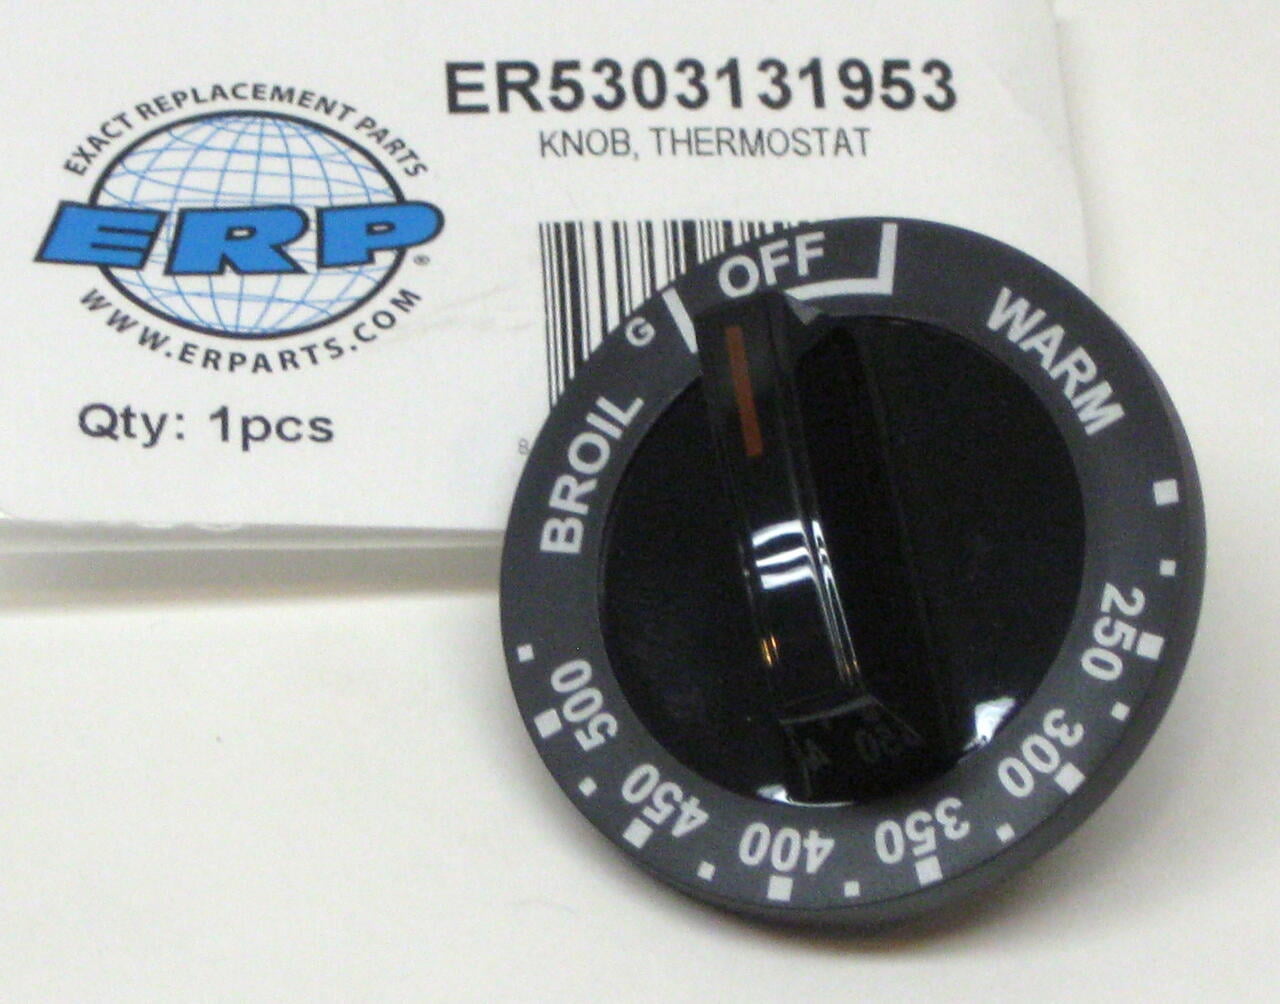 EXACT REPLACEMENT PARTS
ERP®
WWW.ERPARTS.COM
Qty: 1pcs
ER5303131953
KNOB, THERMOSTAT
8
OFF
WARM
250
300
350
400
450
500
BROIL
G